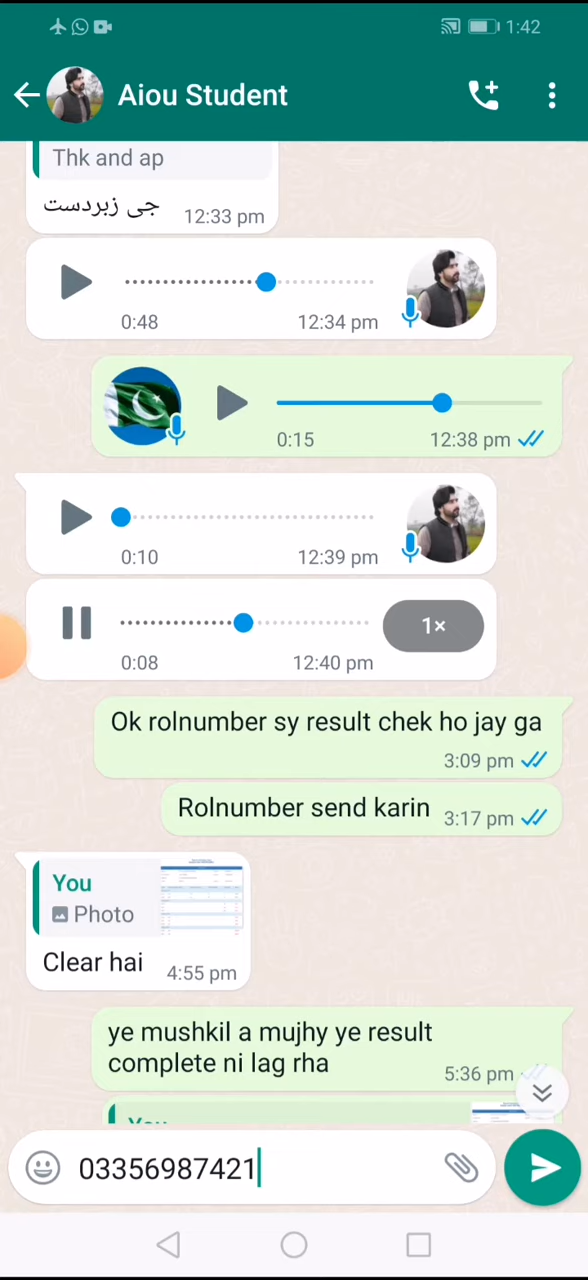 1:42
Aiou Student
Thk and ap
جی زبردست
12:33 pm
0:48
12:34 pm
0:15
12:38 pm
0:10
12:39 pm
1×
0:08
12:40 pm
Ok rolnumber sy result chek ho jay ga
3:09 pm
Rolnumber send karin
3:17 pm
You
Photo
Clear hai
4:55 pm
ye mushkil a mujhy ye result
complete ni lag rha
5:36 pm
You
03356987421